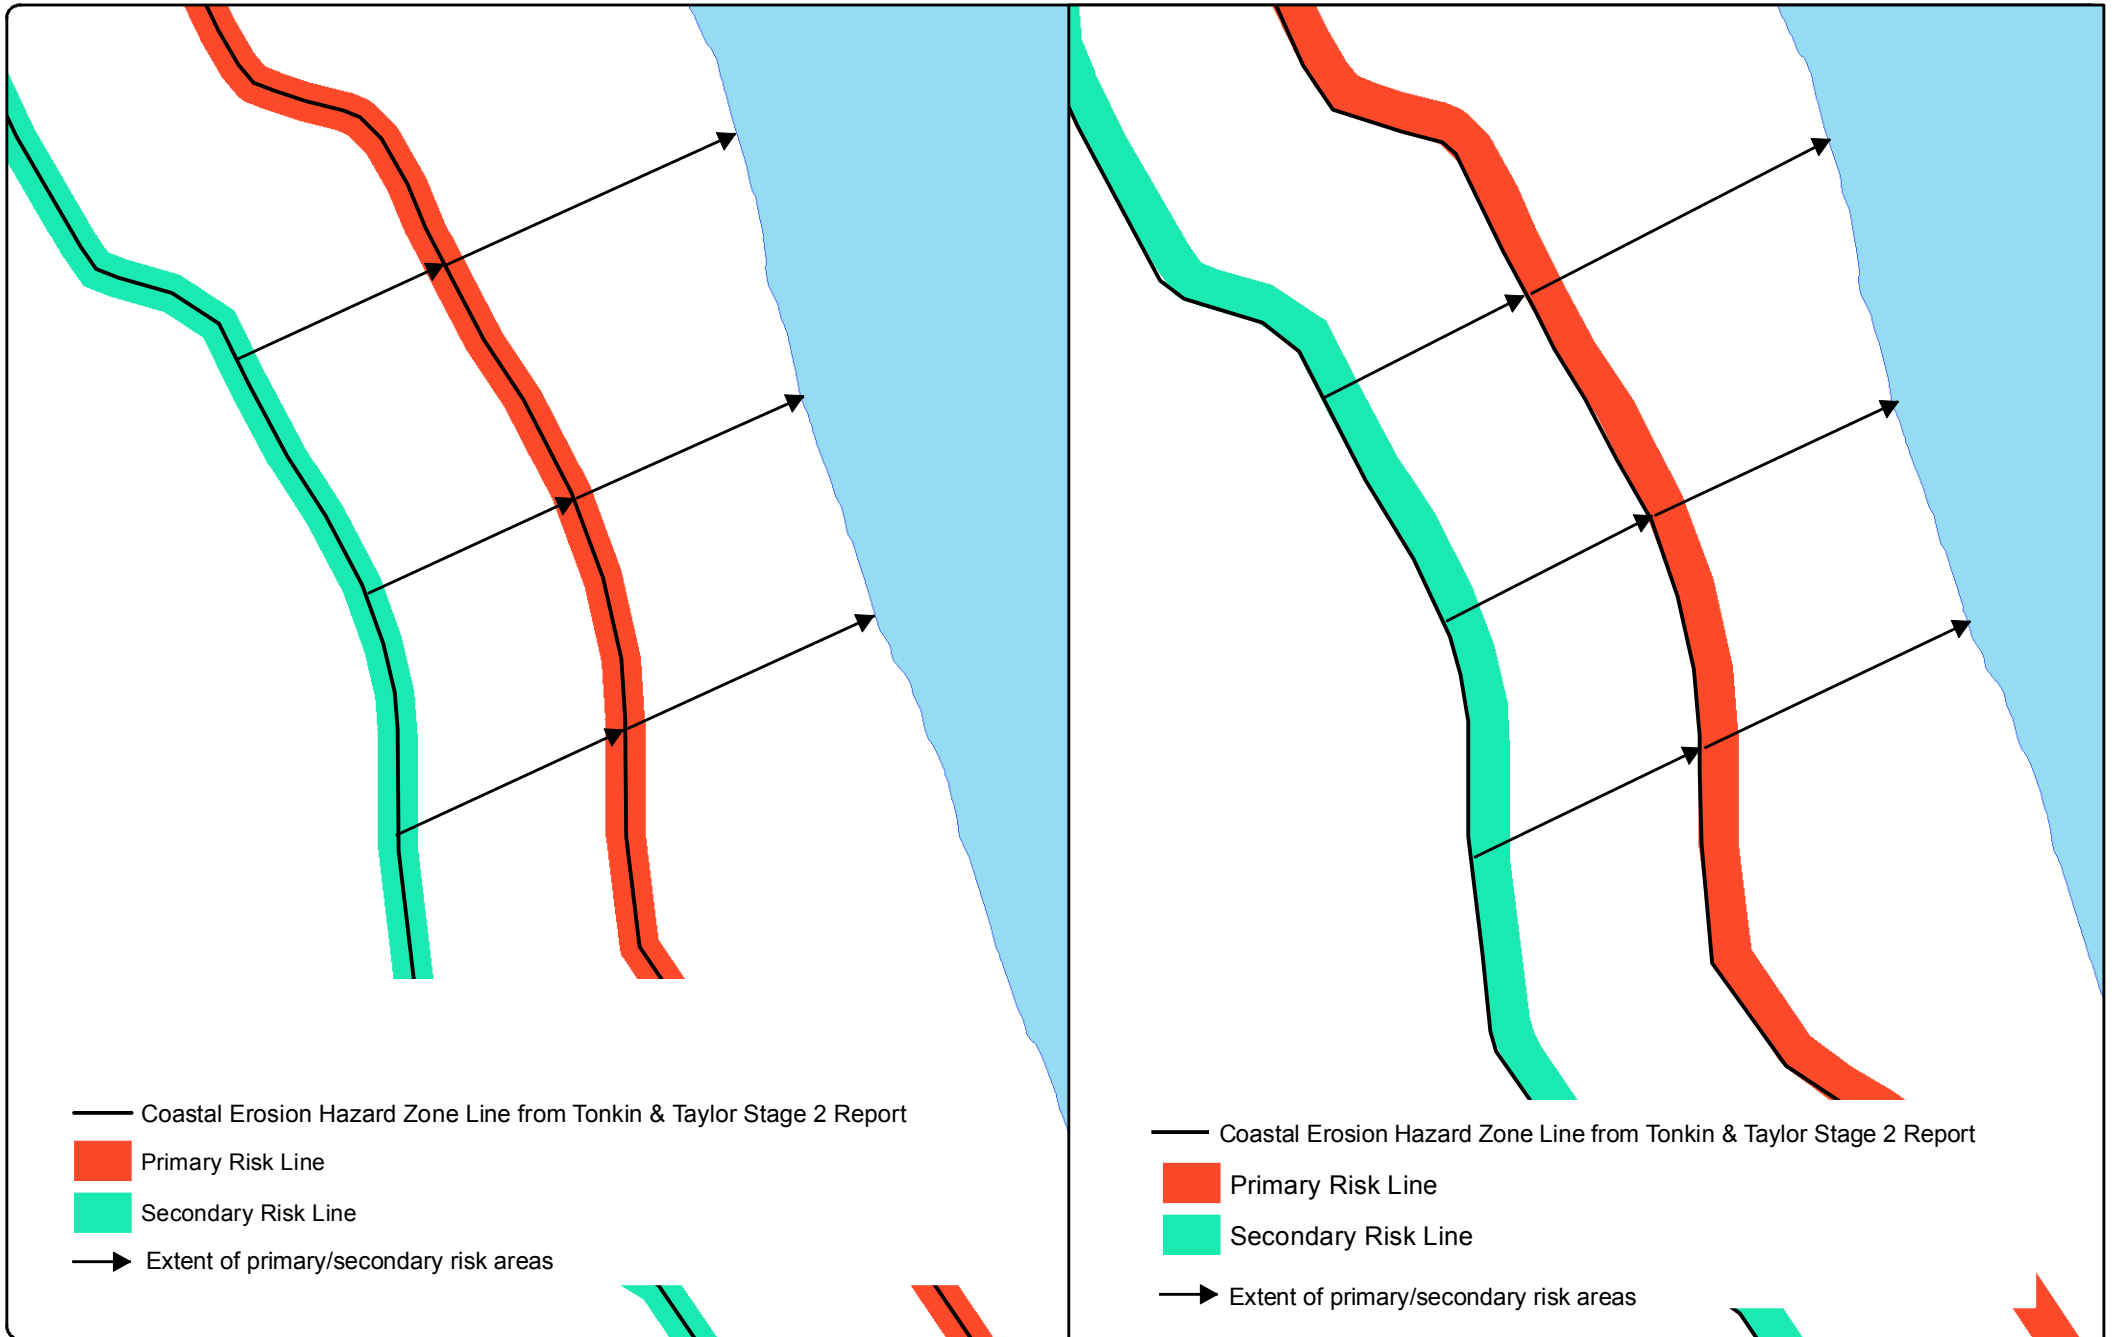 Coastal Erosion Hazard Zone Line from Tonkin & Taylor Stage 2 Report
Primary Risk Line
Secondary Risk Line
Extent of primary/secondary risk areas
Coastal Erosion Hazard Zone Line from Tonkin & Taylor Stage 2 Report
Primary Risk Line
Secondary Risk Line
Extent of primary/secondary risk areas